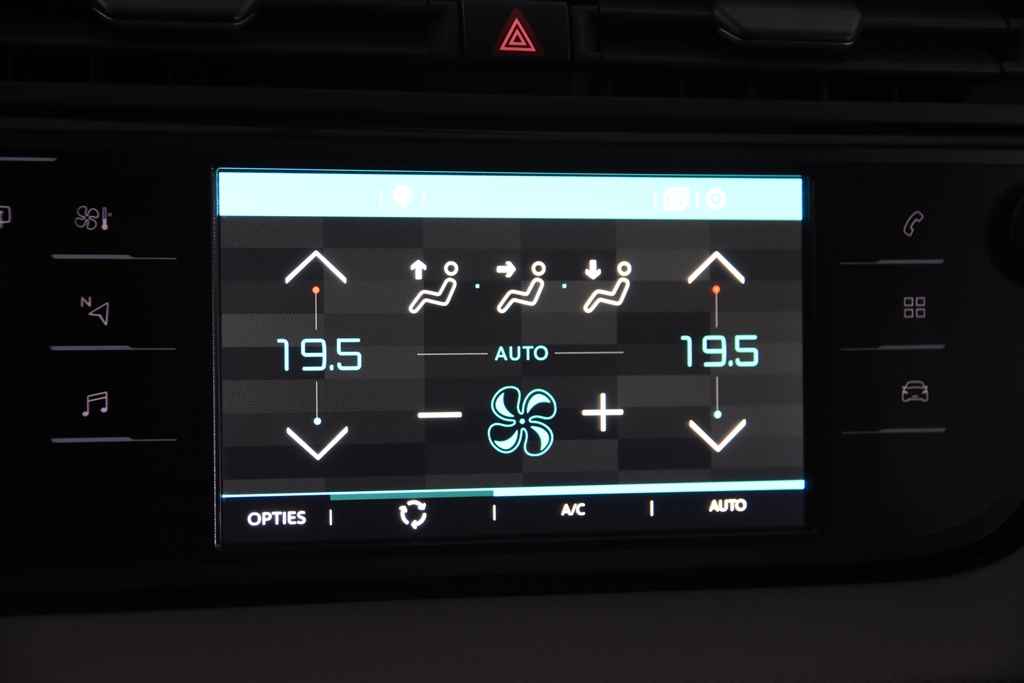 N
19.5
19.5
AUTO
OPTIES | | A/C | AUTO